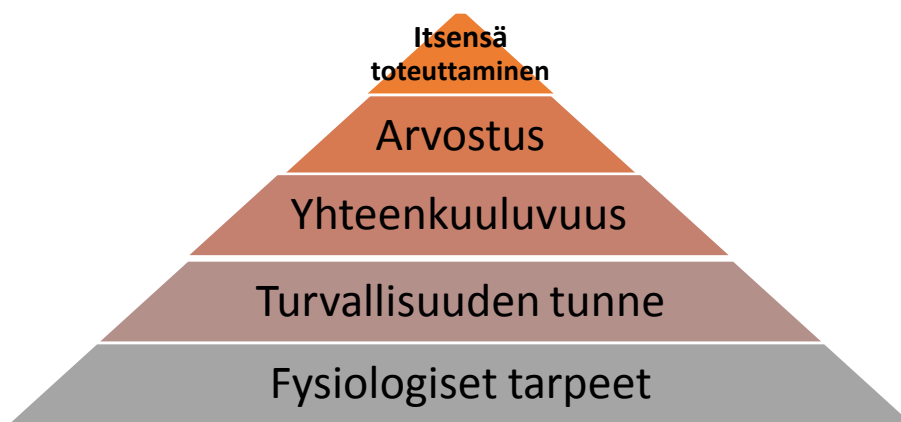 Itsensä
toteuttaminen
Arvostus
Yhteenkuuluvuus
Turvallisuuden tunne
Fysiologiset tarpeet